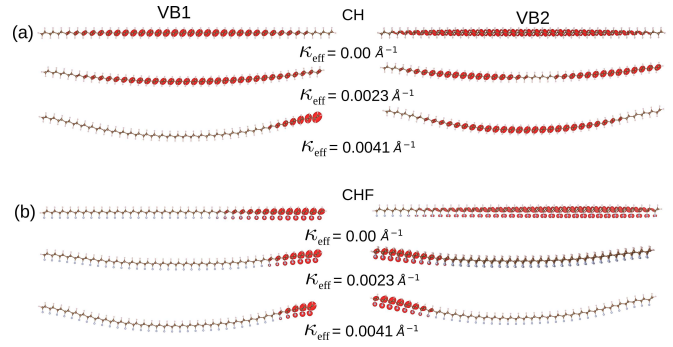 VB1 CH VB2
(a)
κeff = 0.00 Å⁻¹
κeff = 0.0023 Å⁻¹
κeff = 0.0041 Å⁻¹
(b) CHF
κeff = 0.00 Å⁻¹
κeff = 0.0023 Å⁻¹
κeff = 0.0041 Å⁻¹